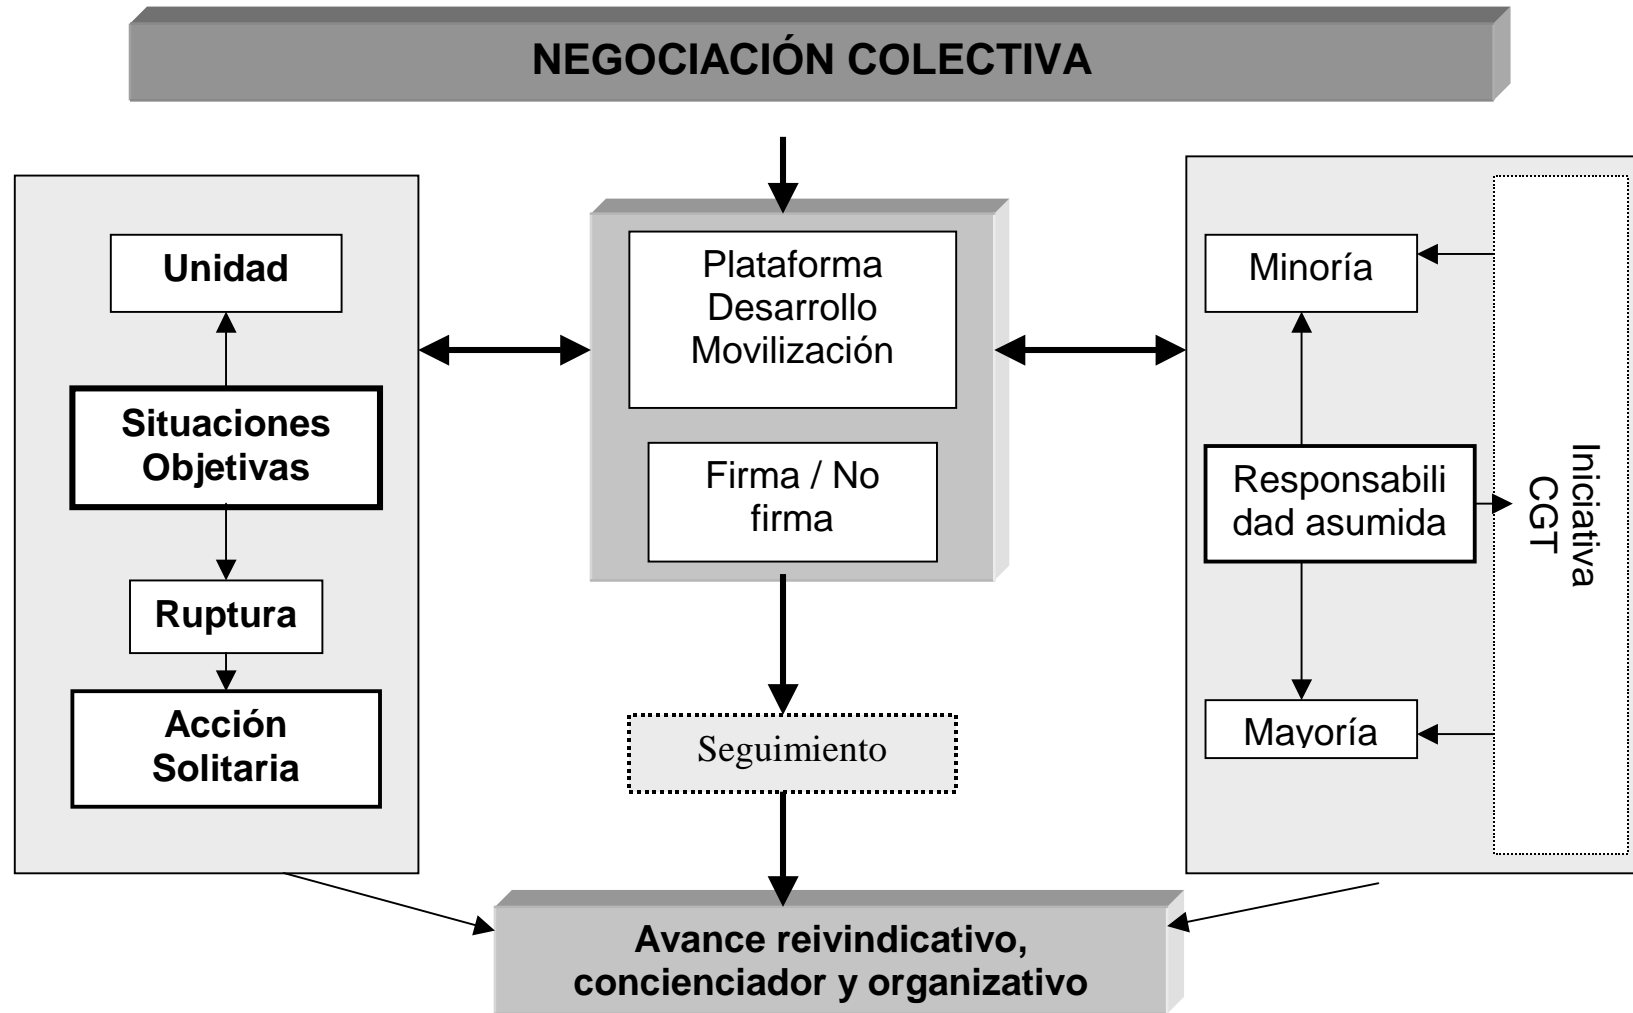 NEGOCIACIÓN COLECTIVA
Unidad
Situaciones
Objetivas
Ruptura
Acción
Solitaria
Plataforma
Desarrollo
Movilización
Firma / No
firma
Seguimiento
Minoría
Responsabili
dad asumida
Mayoría
Iniciativa
CGT
Avance reivindicativo,
concienciador y organizativo